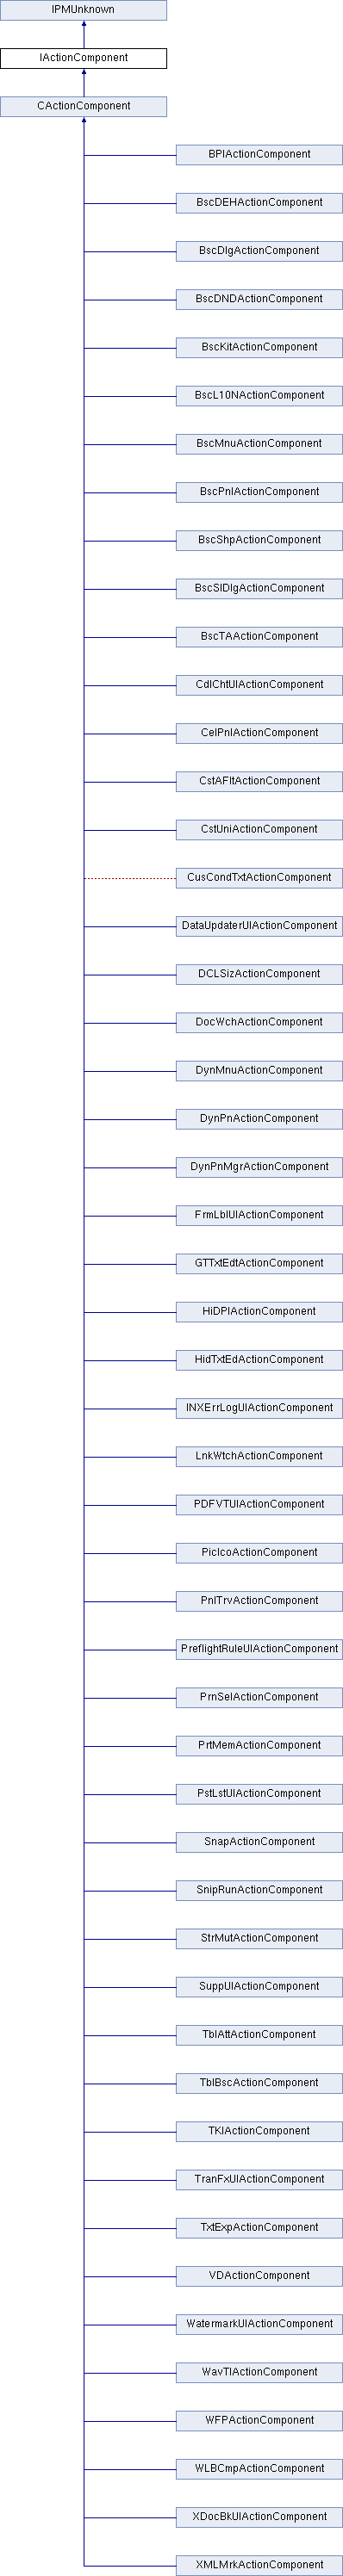 IPMUnknown
IActionComponent
CActionComponent
BPIActionComponent
BscDEHActionComponent
BscDlgActionComponent
BscDNDActionComponent
BscKitActionComponent
BscL10NActionComponent
BscMnuActionComponent
BscPnlActionComponent
BscShpActionComponent
BscSlDlgActionComponent
BscTAActionComponent
CdlChtUIActionComponent
CelPnlActionComponent
CstAFltActionComponent
CstUniActionComponent
CusCondTxtActionComponent
DataUpdaterUIActionComponent
DCLSizActionComponent
DocWchActionComponent
DynMnuActionComponent
DynPnActionComponent
DynPnMgrActionComponent
FrmLblUIActionComponent
GTTxtEdtActionComponent
HiDPIActionComponent
HidTxtEdActionComponent
INXErrLogUIActionComponent
LnkWtchActionComponent
PDFVTUIActionComponent
PicIcoActionComponent
PnlTrvActionComponent
PreflightRuleUIActionComponent
PrnSelActionComponent
PrtMemActionComponent
PstLstUIActionComponent
SnapActionComponent
SnipRunActionComponent
StrMutActionComponent
SuppUIActionComponent
TblAttActionComponent
TblBscActionComponent
TKIActionComponent
TranFxUIActionComponent
TxtExpActionComponent
VDActionComponent
WatermarkUIActionComponent
WavTlActionComponent
WFPActionComponent
WLBCmpActionComponent
XDocBkUIActionComponent
XMLMrkActionComponent